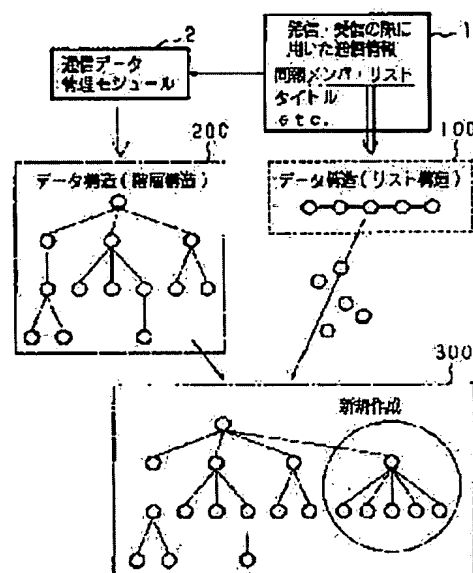 2
通信データ
管理モジュール
1
発信・受信の際に
用いた通信情報
同報メンバ・リスト
タイトル
etc.
200
データ構造(階層構造)
100
データ構造(リスト構造)
300
新規作成